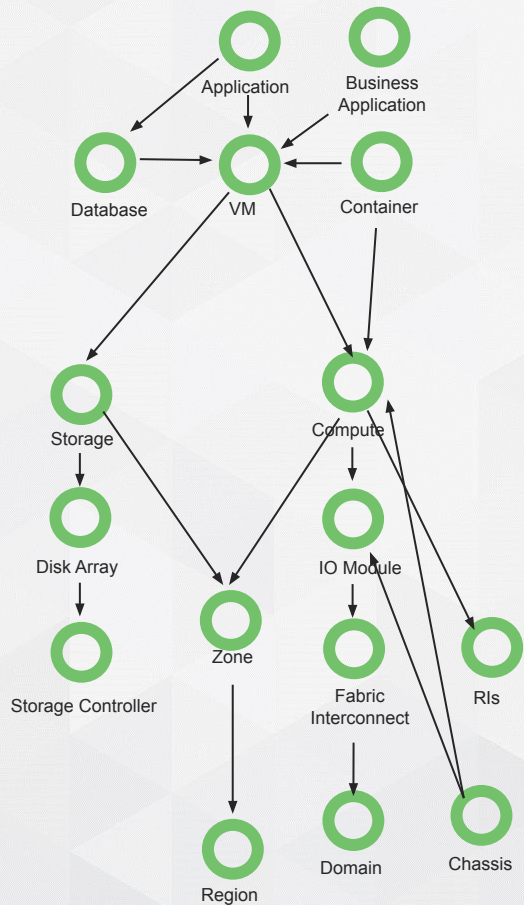 Application
Business
Application
Database
VM
Container
Storage
Compute
Disk Array
IO Module
Zone
Storage Controller
Fabric
Interconnect
RIs
Region
Domain
Chassis